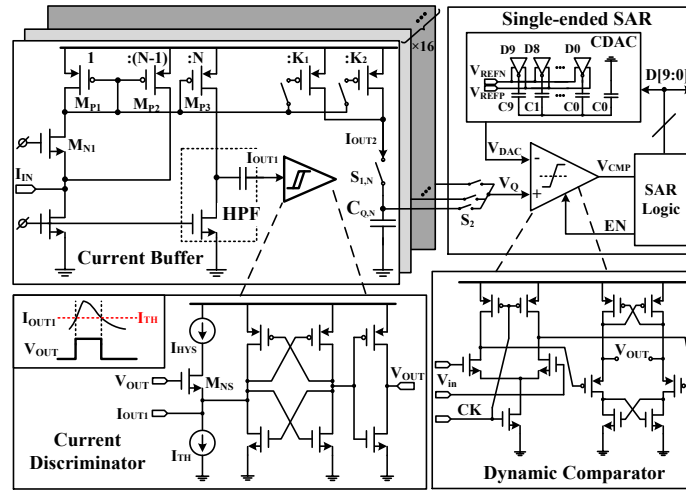 Single-ended SAR
×16
1 :(N-1) :N :K1 :K2
D9 D8 D0 CDAC
VREFN
VREFP
D[9:0]
C9 C1 C0 C0
MP1 MP2 MP3
MN1
IOUT1
IOUT2
IIN
S1,N
HPF
CQ,N
S2
Current Buffer
VDAC
VQ
-
+
VCMP
EN
SAR
Logic
IOUT1 ITH
VOUT
IHYS
VOUT MNS
IOUT1
ITH
VOUT
Current
Discriminator
Vin
CK
VOUT
Dynamic Comparator